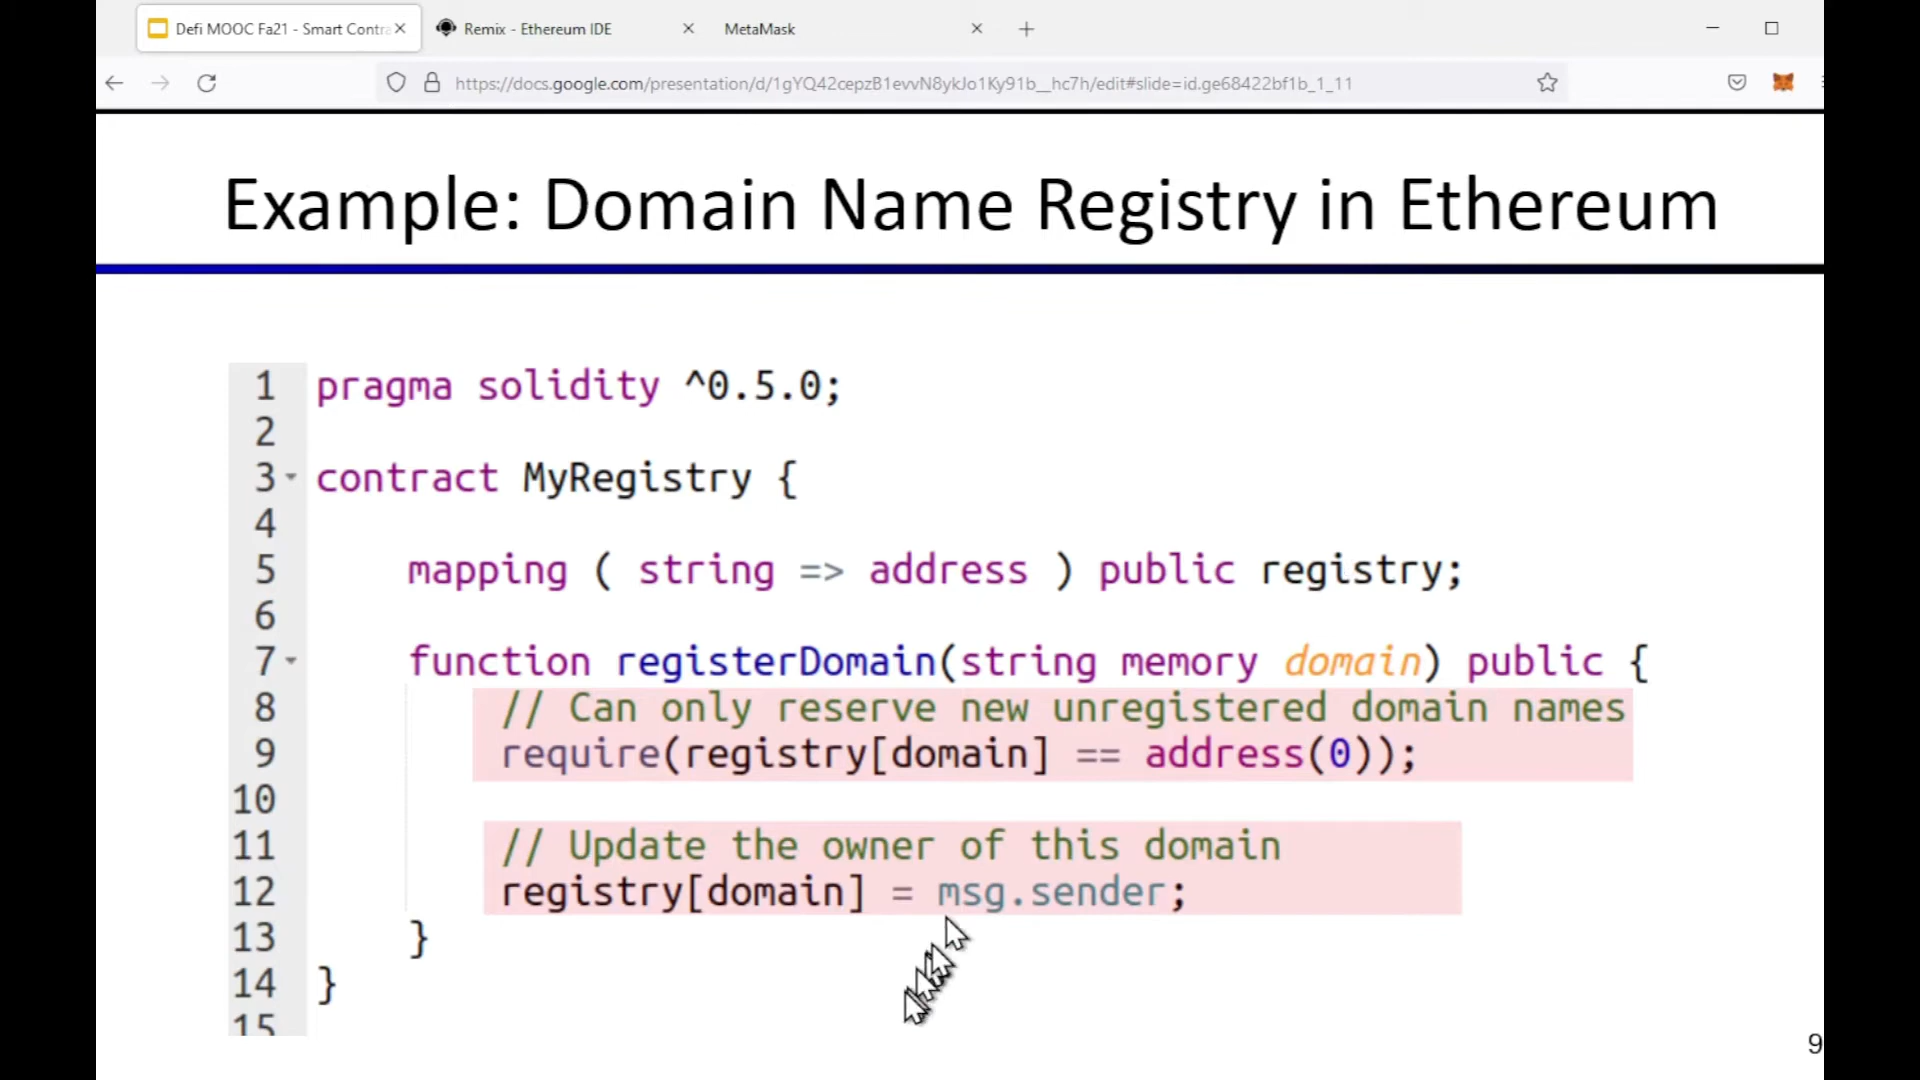 Defi MOOC Fa21 - Smart Contra
Remix - Ethereum IDE
MetaMask
https://docs.google.com/presentation/d/1gYQ42cepzB1evvN8ykJo1Ky91b__hc7h/edit#slide=id.ge68422bf1b_1_11
Example: Domain Name Registry in Ethereum
1 pragma solidity ^0.5.0;
2
3 contract MyRegistry {
4
5 mapping ( string => address ) public registry;
6
7 function registerDomain(string memory domain) public {
8 // Can only reserve new unregistered domain names
9 require(registry[domain] == address(0));
10
11 // Update the owner of this domain
12 registry[domain] = msg.sender;
13 }
14 }
15
9